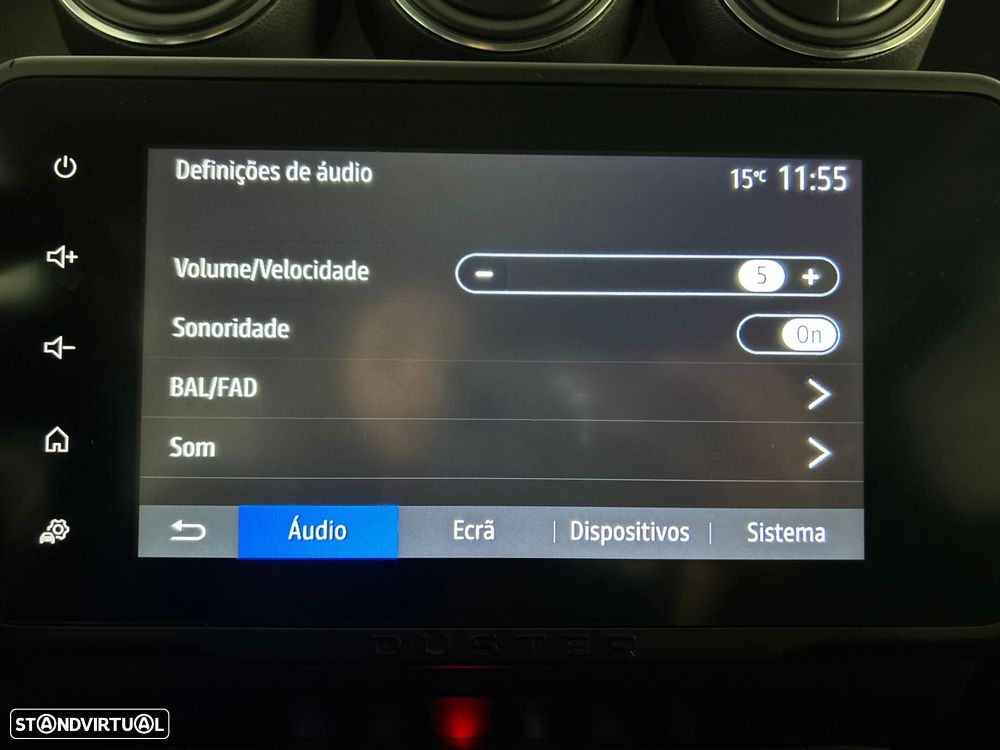 Definições de áudio
15°C 11:55
Volume/Velocidade
- 5 +
Sonoridade
On
BAL/FAD
Som
Áudio Ecrã Dispositivos Sistema
DUSTER
STANDVIRTUAL